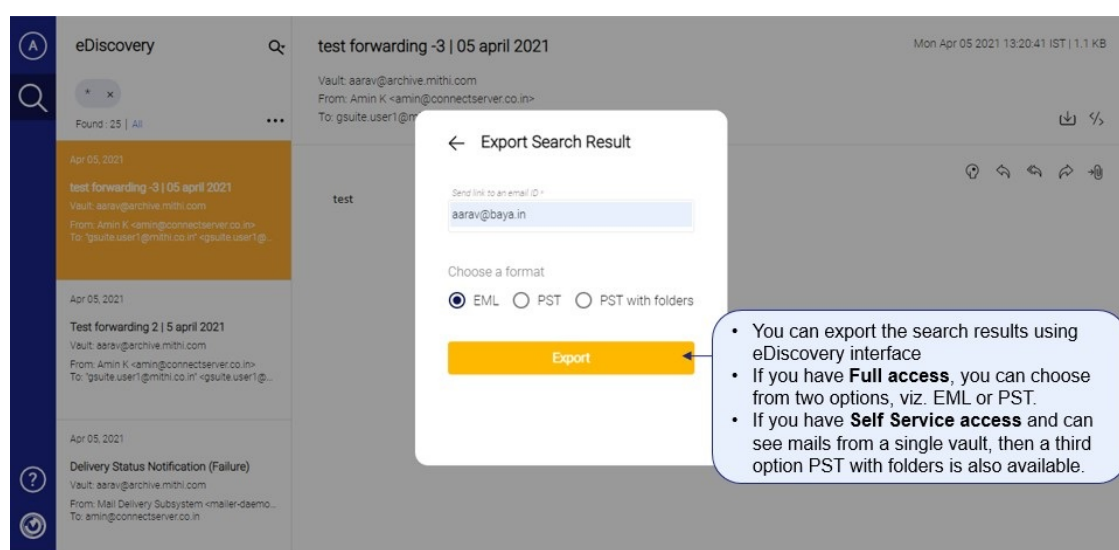 A
eDiscovery
* ×
Found : 25 | All
•••
Apr 05, 2021
test forwarding -3 | 05 april 2021
Vault: aarav@archive.mithi.com
From: Amin K <amin@connectserver.co.in>
To: "gsuite.user1@mithi.co.in" <gsuite.user1@...
Apr 05, 2021
Test forwarding 2 | 5 april 2021
Vault: aarav@archive.mithi.com
From: Amin K <amin@connectserver.co.in>
To: "gsuite.user1@mithi.co.in" <gsuite.user1@...
Apr 05, 2021
Delivery Status Notification (Failure)
Vault: aarav@archive.mithi.com
From: Mail Delivery Subsystem <mailer-daemo...
To: amin@connectserver.co.in
?
test forwarding -3 | 05 april 2021
Mon Apr 05 2021 13:20:41 IST | 1.1 KB
Vault: aarav@archive.mithi.com
From: Amin K <amin@connectserver.co.in>
To: gsuite.user1@m
test
← Export Search Result
Send link to an email ID *
aarav@baya.in
Choose a format
EML PST PST with folders
Export
• You can export the search results using
eDiscovery interface
• If you have Full access, you can choose
from two options, viz. EML or PST.
• If you have Self Service access and can
see mails from a single vault, then a third
option PST with folders is also available.